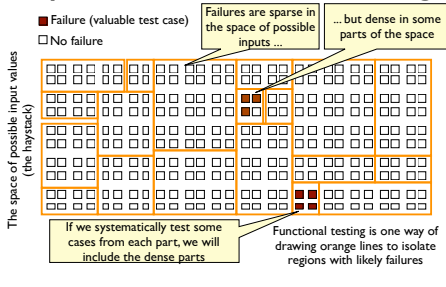 Failure (valuable test case)
No failure
Failures are sparse in
the space of possible
inputs ...
... but dense in some
parts of the space
The space of possible input values
(the haystack)
If we systematically test some
cases from each part, we will
include the dense parts
Functional testing is one way of
drawing orange lines to isolate
regions with likely failures